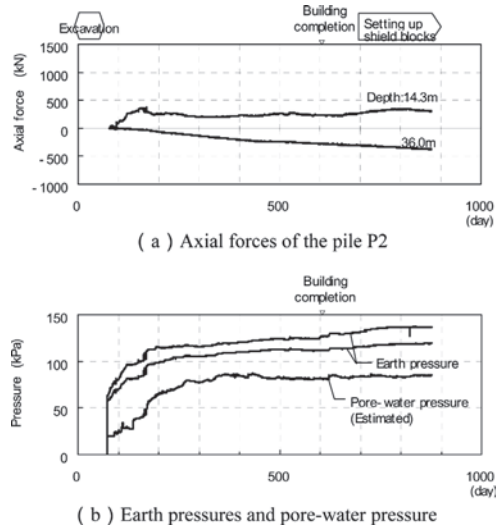 Building
completion
Setting up
shield blocks
Excavation
1500
1000
500
0
- 500
- 1000
Axial force (kN)
Depth:14.3m
36.0m
0
500
1000
(day)
( a ) Axial forces of the pile P2
Building
completion
150
100
50
0
Pressure (kPa)
Earth pressure
Pore- water pressure
(Estimated)
0
500
1000
(day)
( b ) Earth pressures and pore-water pressure